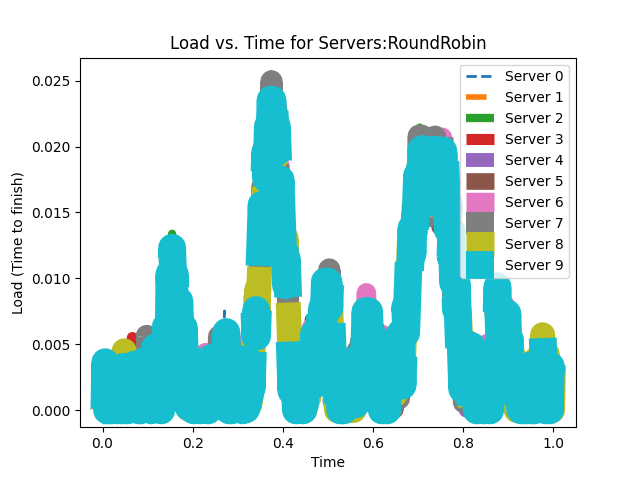 Load vs. Time for Servers:RoundRobin
Load (Time to finish)
0.025
0.020
0.015
0.010
0.005
0.000
Server 0
Server 1
Server 2
Server 3
Server 4
Server 5
Server 6
Server 7
Server 8
Server 9
0.0 0.2 0.4 0.6 0.8 1.0
Time